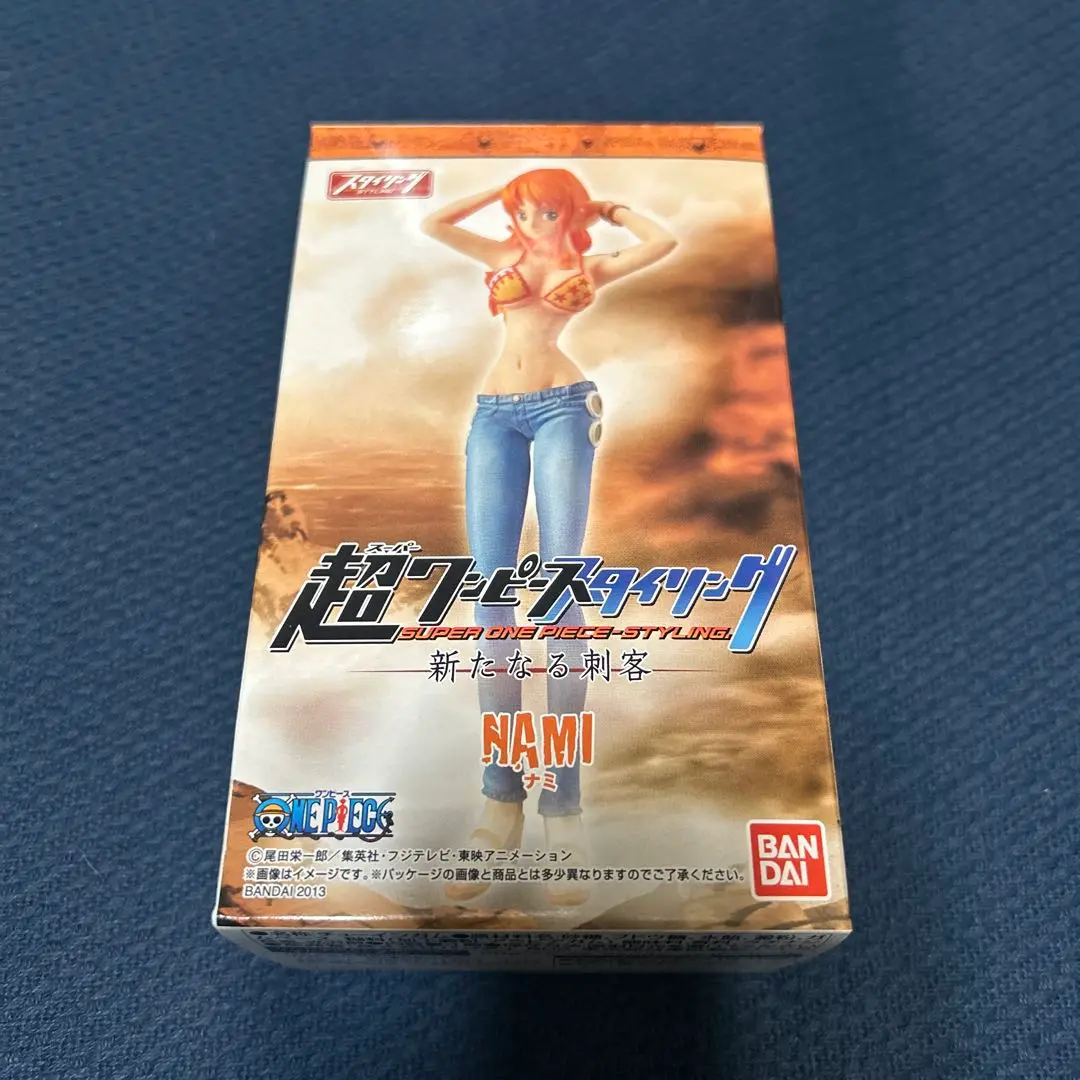 スタイリング
STYLING
スーパー
超ワンピーススタイリング
SUPER ONE PIECE-STYLING
新たなる刺客
NAMI
ナミ
ワンピース
ONE PIECE
©尾田栄一郎/集英社・フジテレビ・東映アニメーション
※画像はイメージです。※パッケージの画像と商品とは多少異なりますのでご了承ください。
BANDAI 2013
BAN
DAI